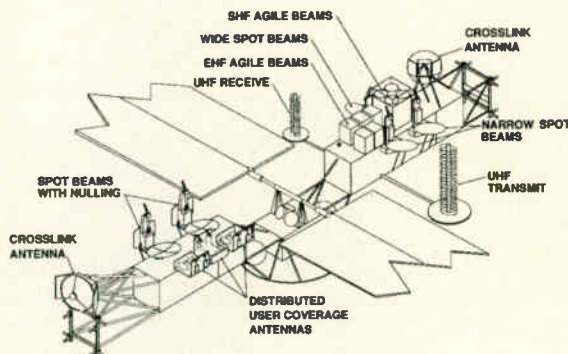 SHF AGILE BEAMS
WIDE SPOT BEAMS
EHF AGILE BEAMS
UHF RECEIVE
CROSSLINK
ANTENNA
NARROW SPOT
BEAMS
UHF
TRANSMIT
SPOT BEAMS
WITH NULLING
CROSSLINK
ANTENNA
DISTRIBUTED
USER COVERAGE
ANTENNAS